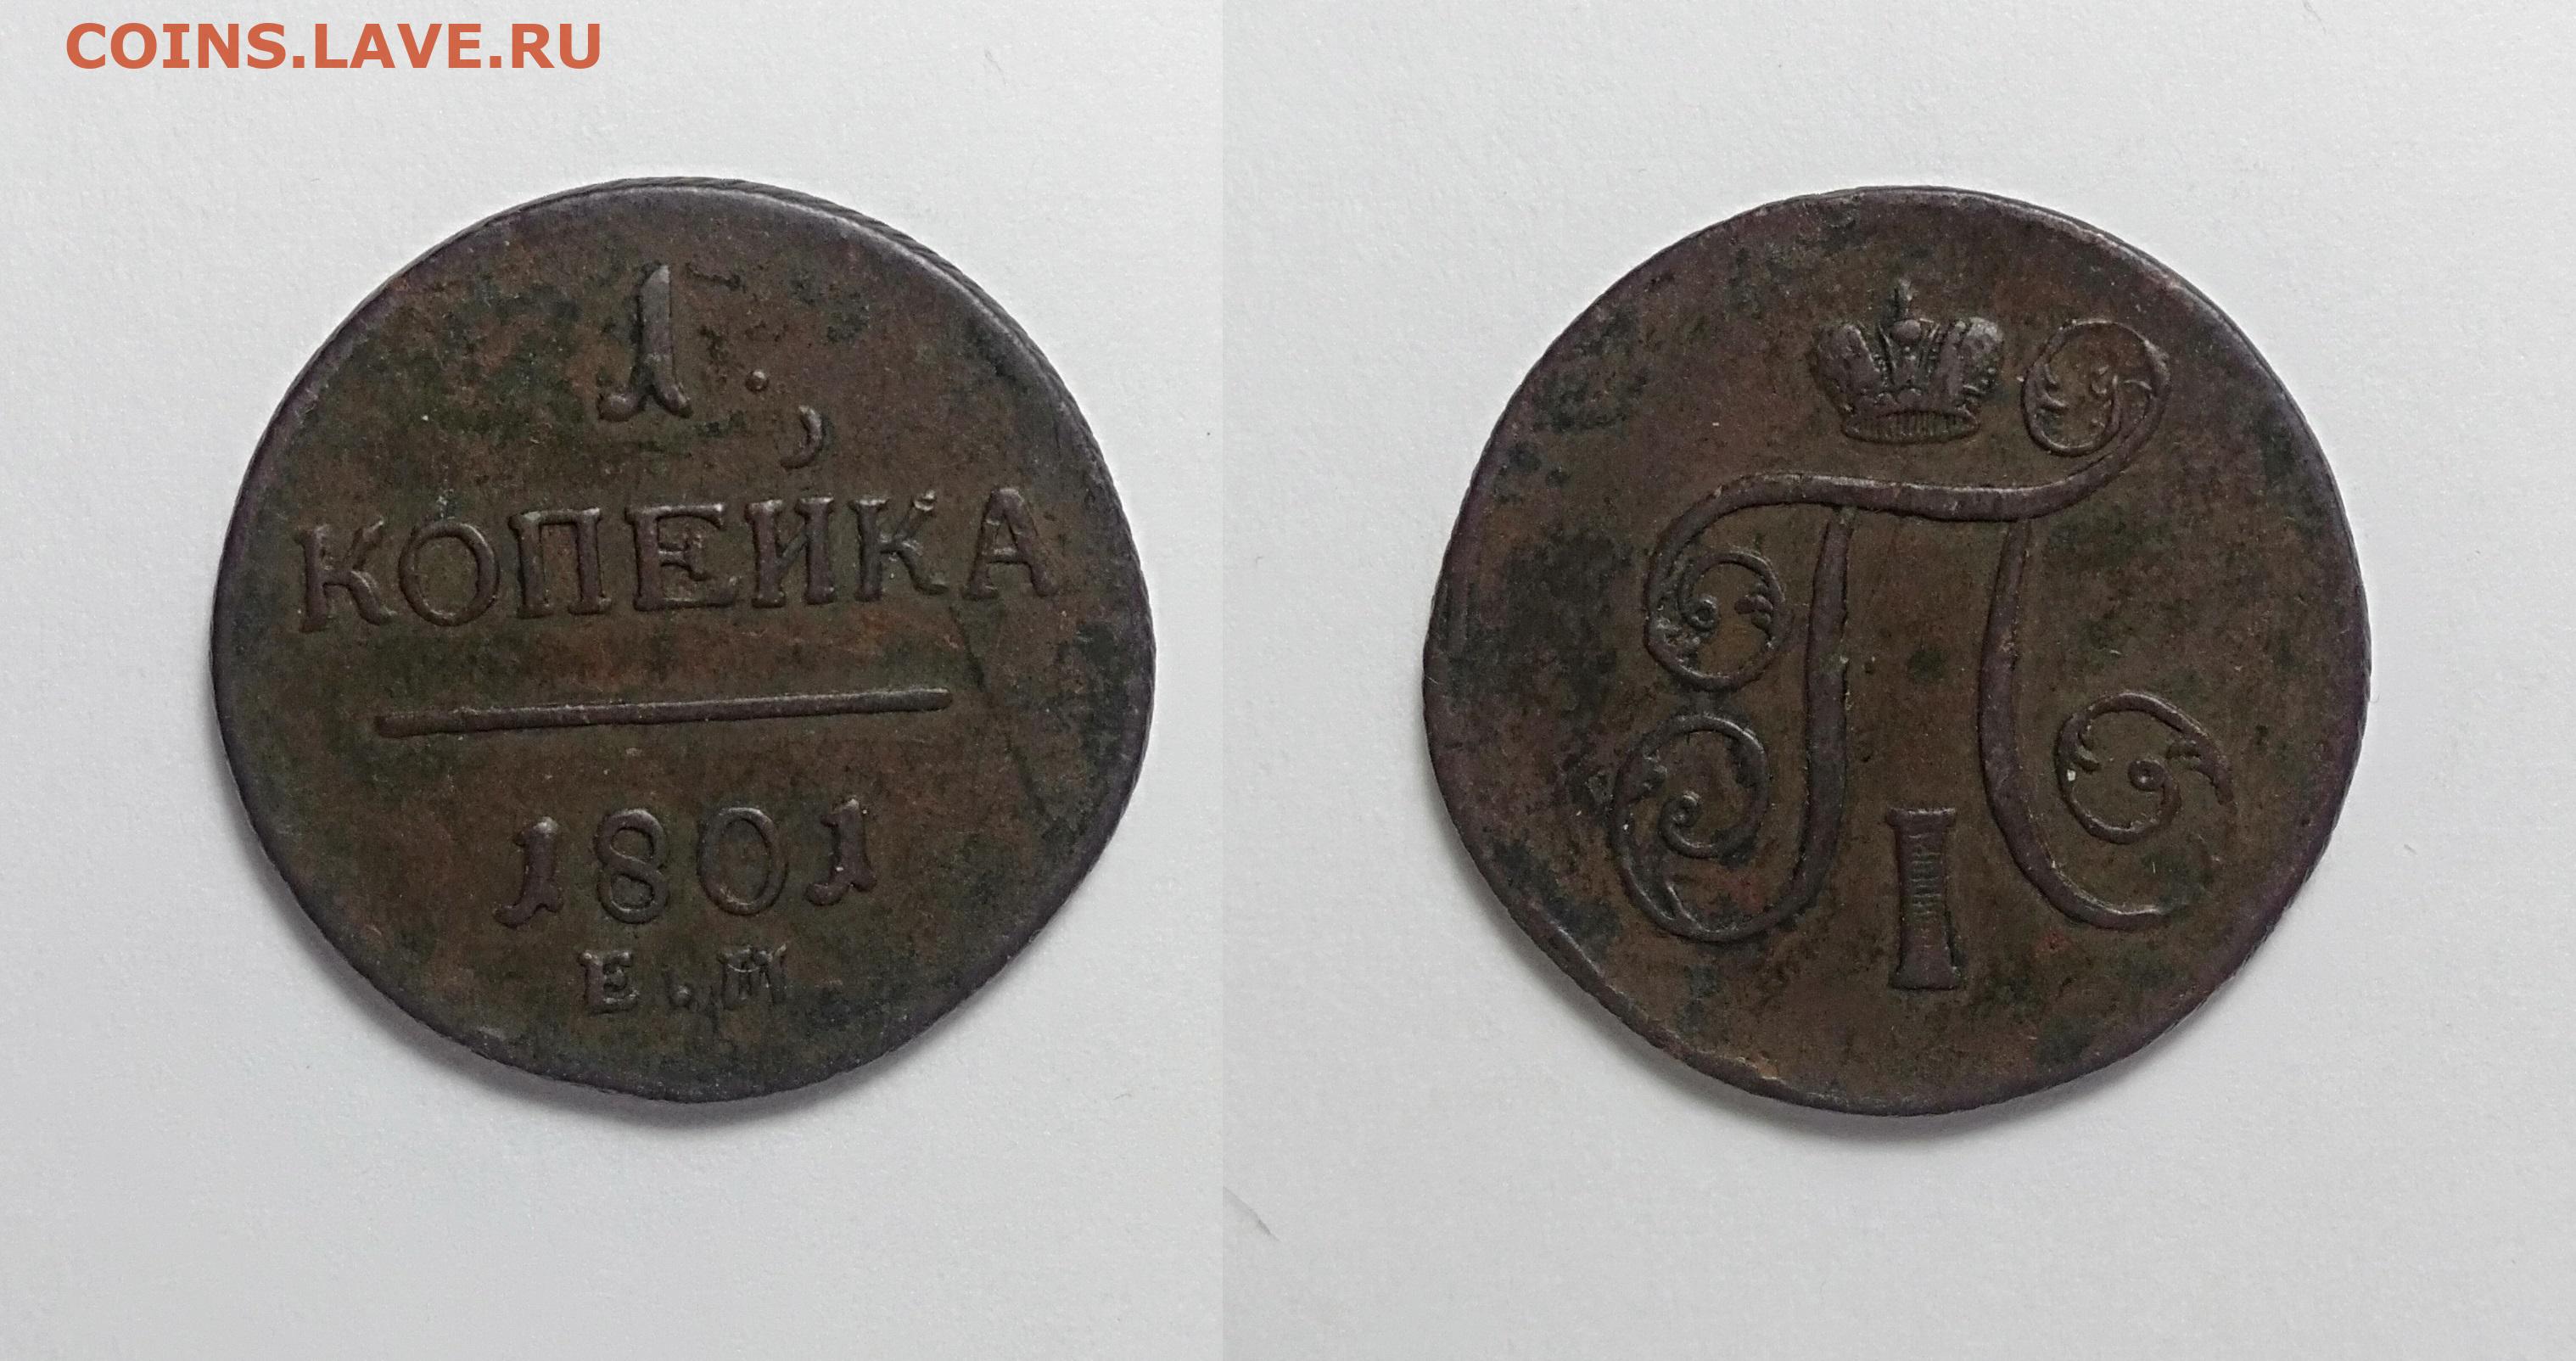 COINS.LAVE.RU
1.
КОПЕЙКА
1801
Е.М.
П
I